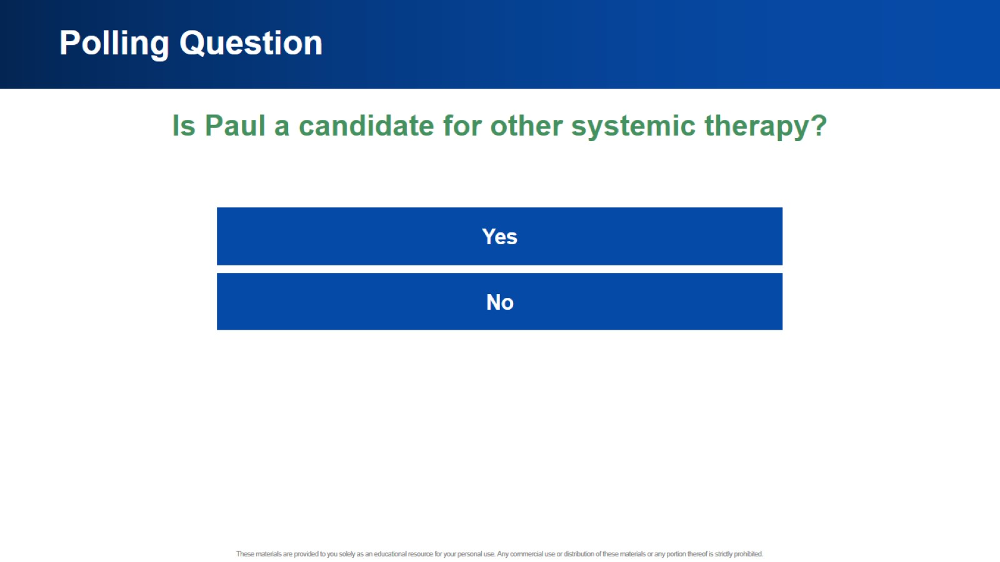 Polling Question
Is Paul a candidate for other systemic therapy?
Yes
No
These materials are provided to you solely as an educational resource for your personal use. Any commercial use or distribution of these materials or any portion thereof is strictly prohibited.